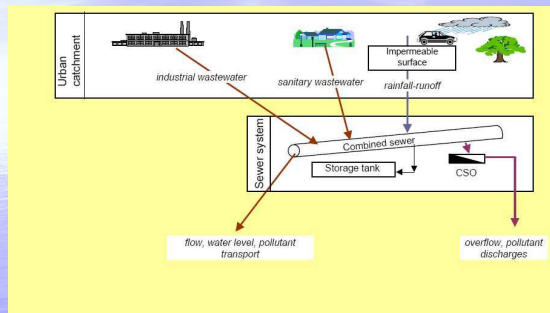 Urban
catchment
Impermeable
surface
industrial wastewater
sanitary wastewater
rainfall-runoff
Sewer system
Combined sewer
Storage tank
CSO
flow, water level, pollutant
transport
overflow, pollutant
discharges